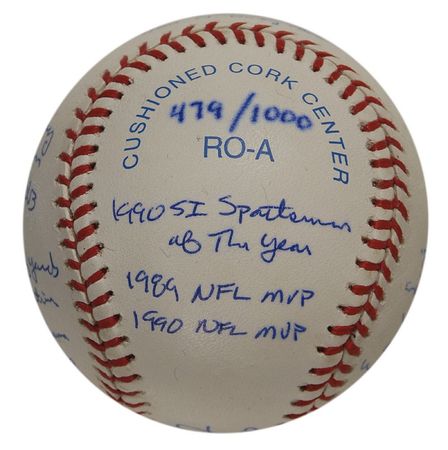 CUSHIONED CORK CENTER
479/1000
RO-A
1990 SI Sportsman
of The Year
1989 NFL MVP
1990 NFL MVP